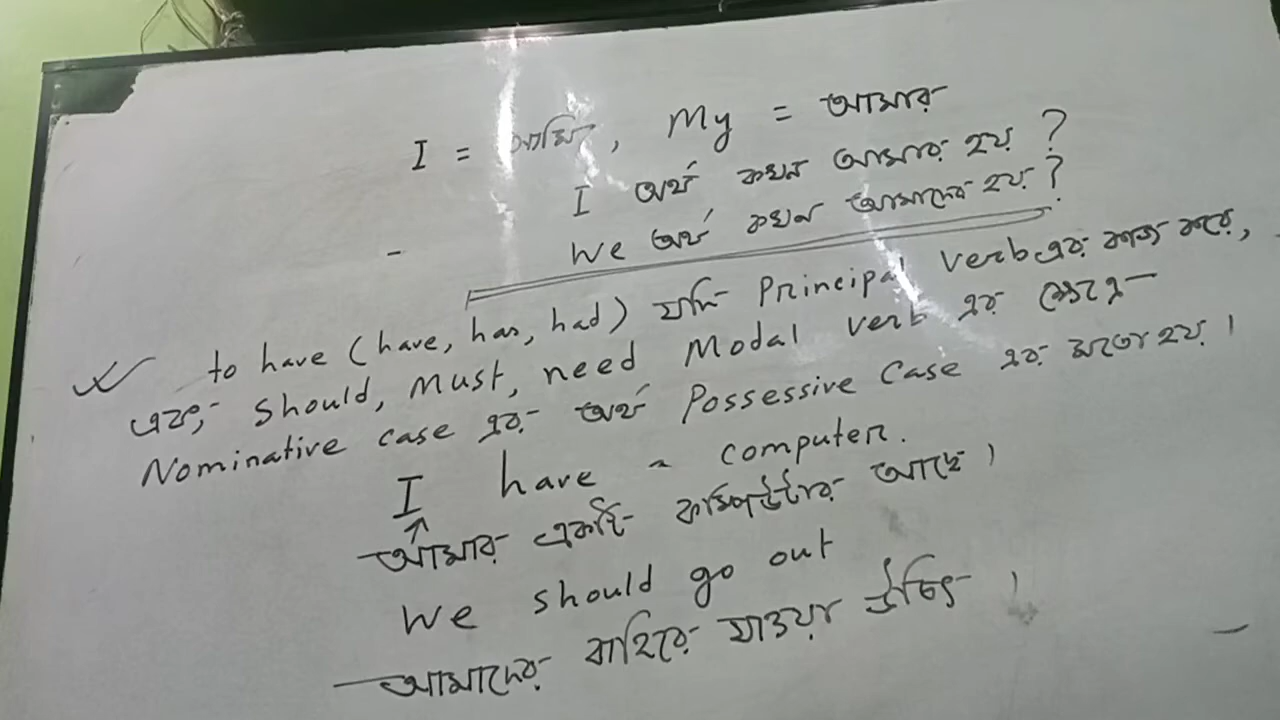 I = আমি, My = আমার
I অর্থ কখন আমার হয় ?
- We অর্থ কখন আমাদের হয় ?
to have (have, has, had) যদি Principal verb এর কাজ করে,
এবং, should, Must, need Modal verb এর ক্ষেত্রে
Nominative case এর অর্থ Possessive Case এর মতো হয় ।
I have a computer.
আমার একটি কম্পিউটার আছে ।
We should go out
আমাদের বাহিরে যাওয়া উচিৎ ।